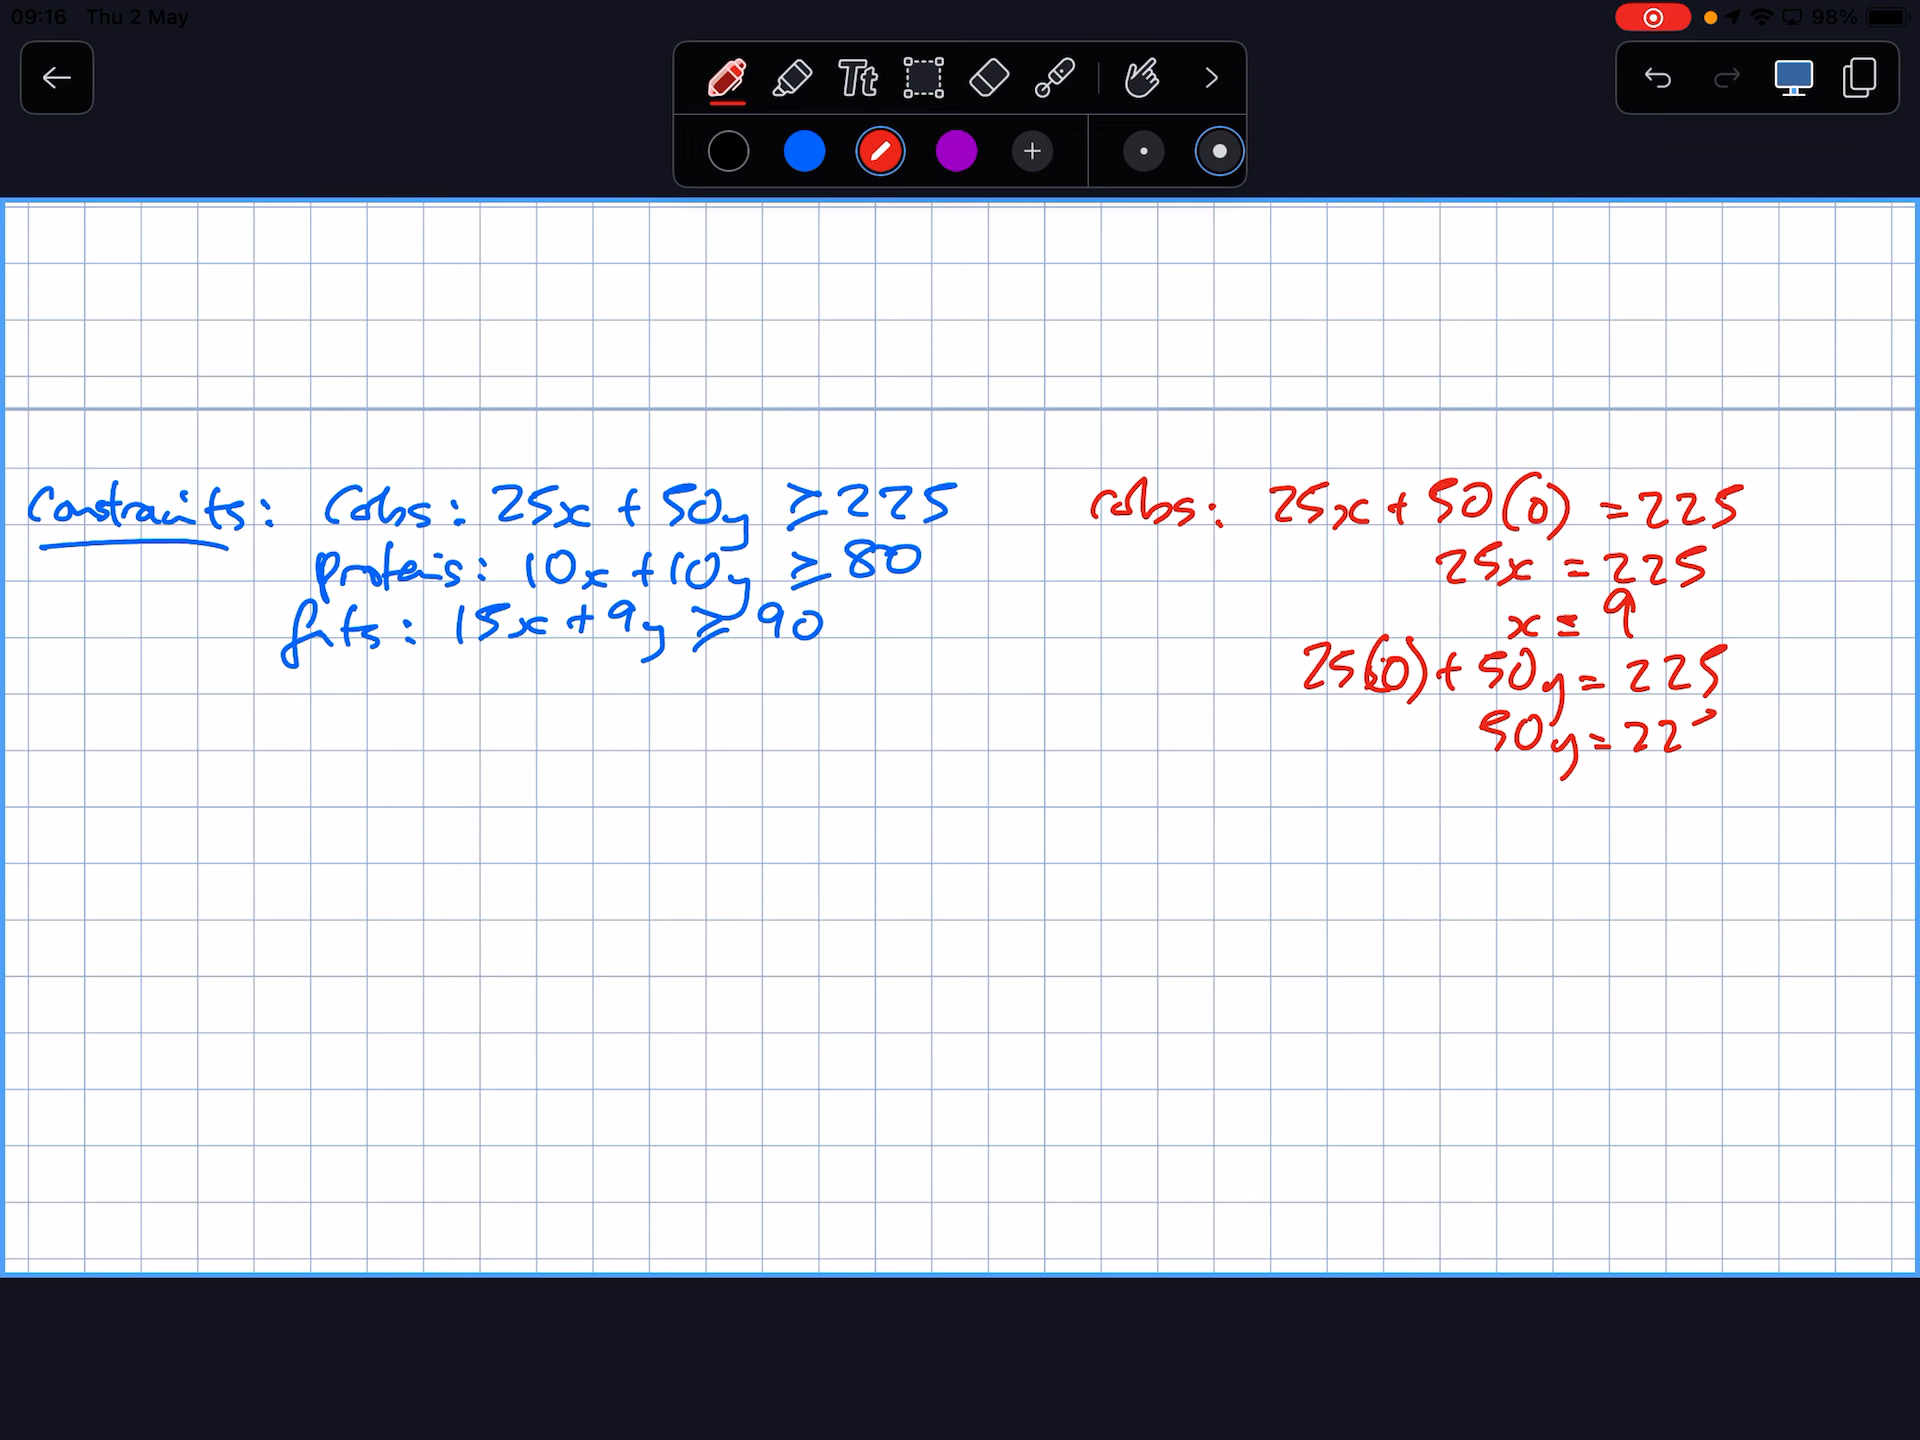 09:16 Thu 2 May
98%
Tt
Constraints: Carbs: 25x + 50y ≥ 225
proteins: 10x + 10y ≥ 80
fats: 15x + 9y ≥ 90
carbs: 25x + 50(0) = 225
25x = 225
x = 9
25(0) + 50y = 225
50y = 22